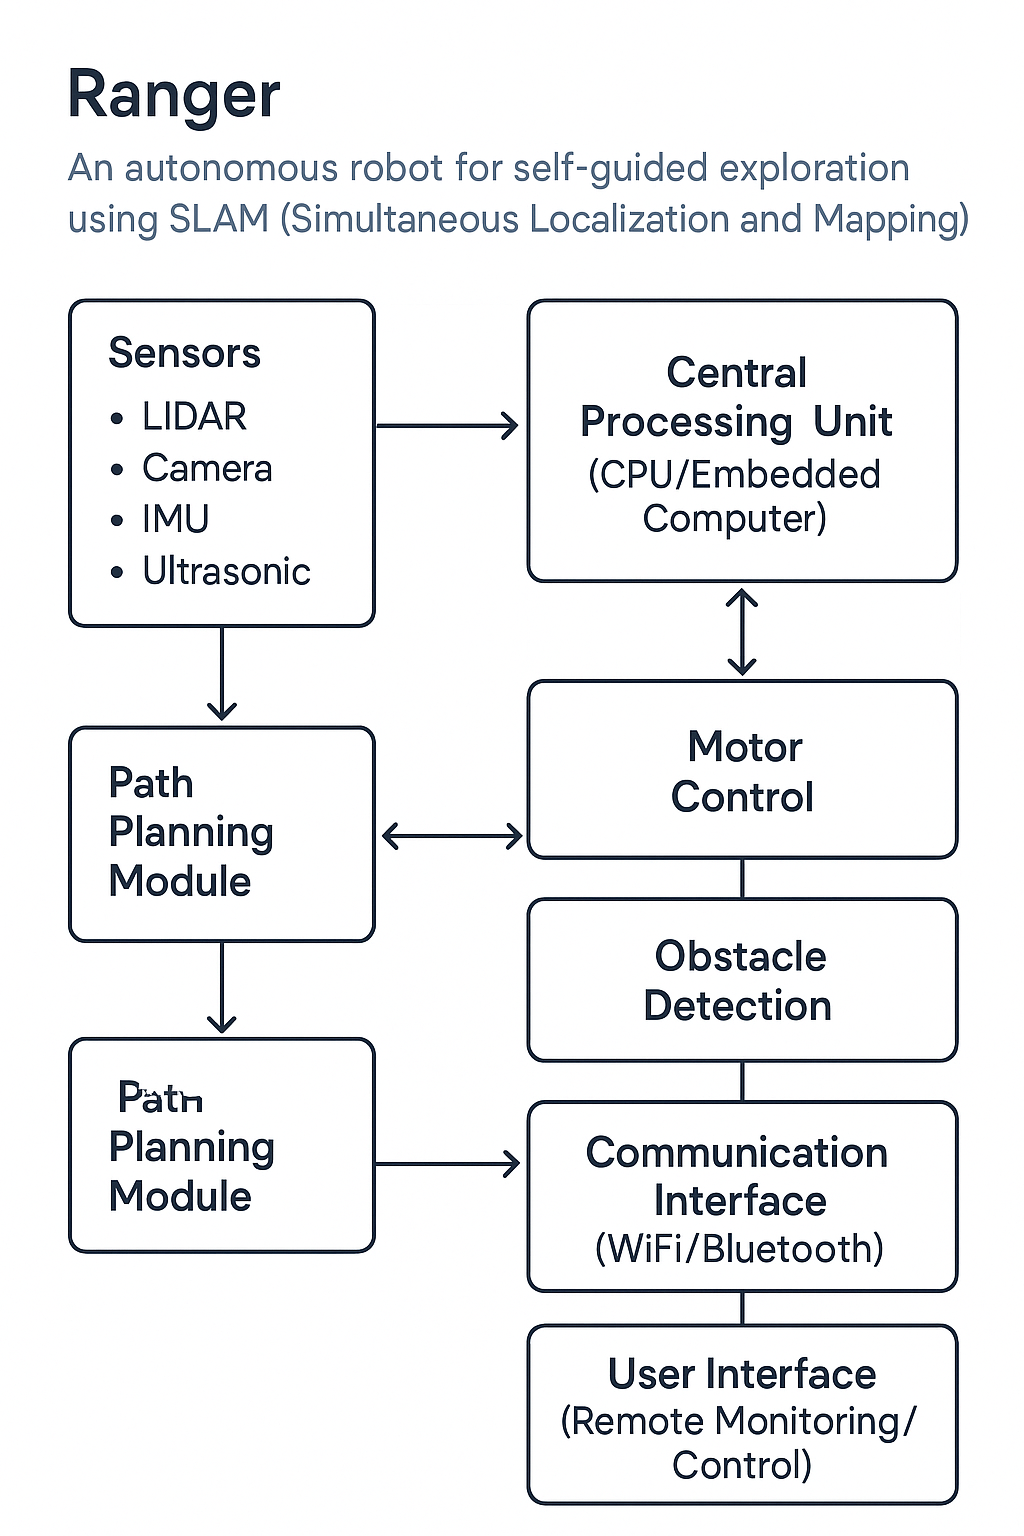 Ranger
An autonomous robot for self-guided exploration
using SLAM (Simultaneous Localization and Mapping)
Sensors
• LIDAR
• Camera
• IMU
• Ultrasonic
Central
Processing Unit
(CPU/Embedded
Computer)
Path
Planning
Module
Motor
Control
Obstacle
Detection
Path
Planning
Module
Communication
Interface
(WiFi/Bluetooth)
User Interface
(Remote Monitoring/
Control)